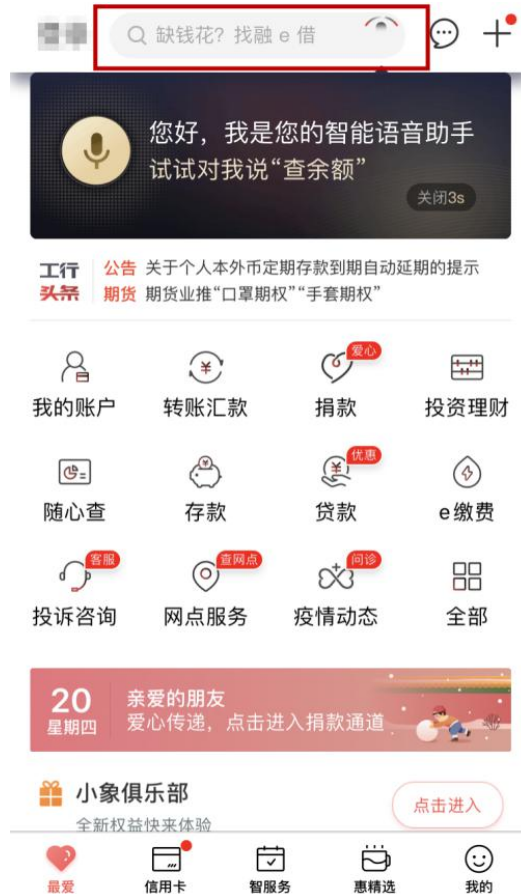 缺钱花？找融 e 借
您好，我是您的智能语音助手
试试对我说“查余额”
关闭3s
工行 公告 关于个人本外币定期存款到期自动延期的提示
头条 期货 期货业推“口罩期权”“手套期权”
爱心
我的账户 转账汇款 捐款 投资理财
优惠
随心查 存款 贷款 e缴费
客服 查网点 问诊
投诉咨询 网点服务 疫情动态 全部
20 亲爱的朋友
星期四 爱心传递，点击进入捐款通道
小象俱乐部
点击进入
全新权益快来体验
最爱 信用卡 智服务 惠精选 我的